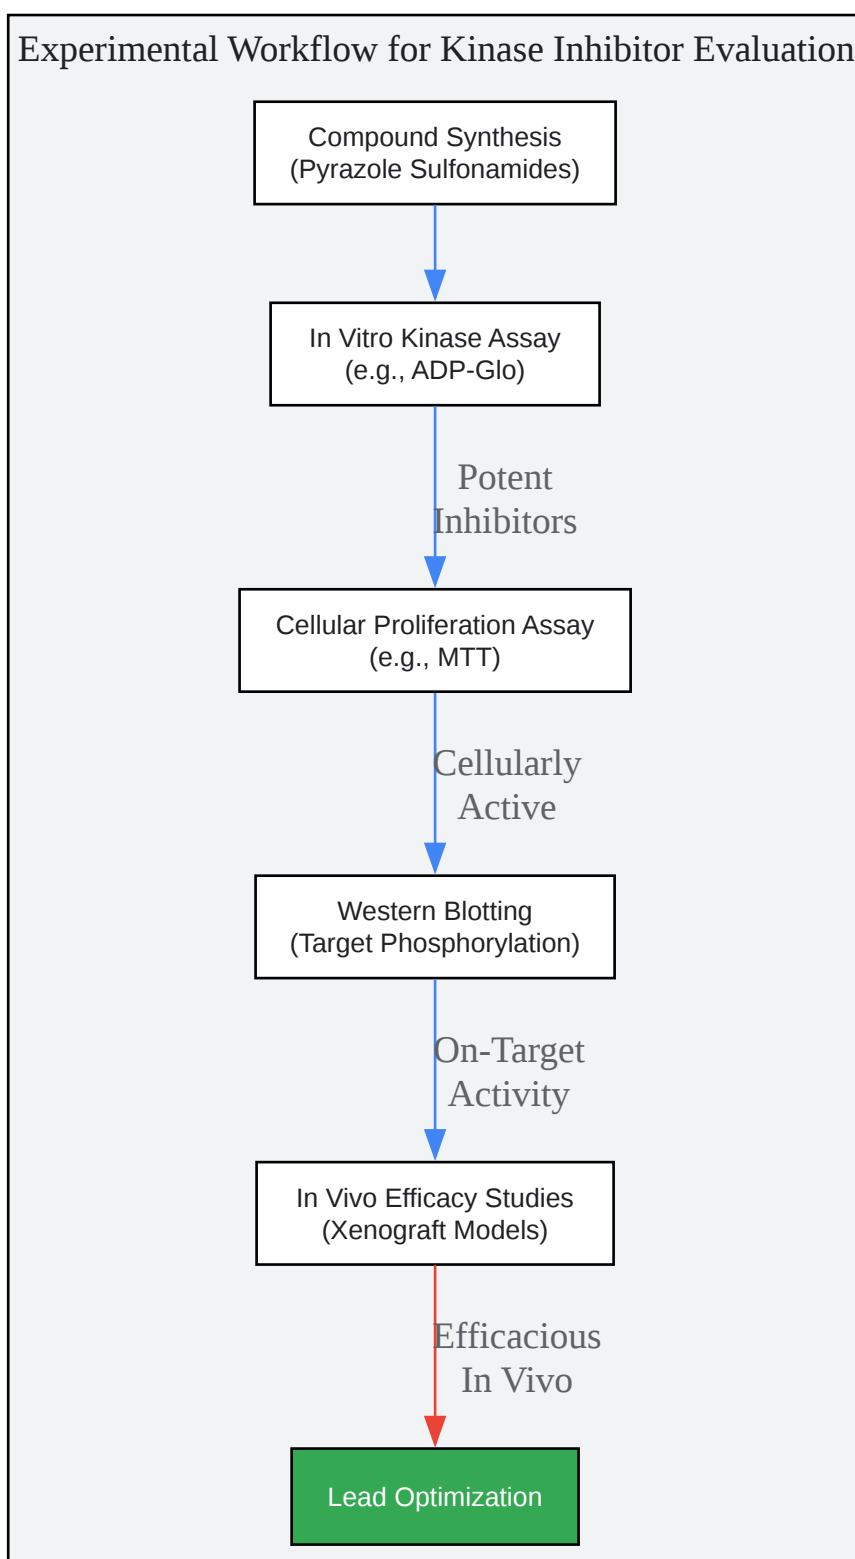 Experimental Workflow for Kinase Inhibitor Evaluation
Compound Synthesis
(Pyrazole Sulfonamides)
In Vitro Kinase Assay
(e.g., ADP-Glo)
Potent
Inhibitors
Cellular Proliferation Assay
(e.g., MTT)
Cellularly
Active
Western Blotting
(Target Phosphorylation)
On-Target
Activity
In Vivo Efficacy Studies
(Xenograft Models)
Efficacious
In Vivo
Lead Optimization